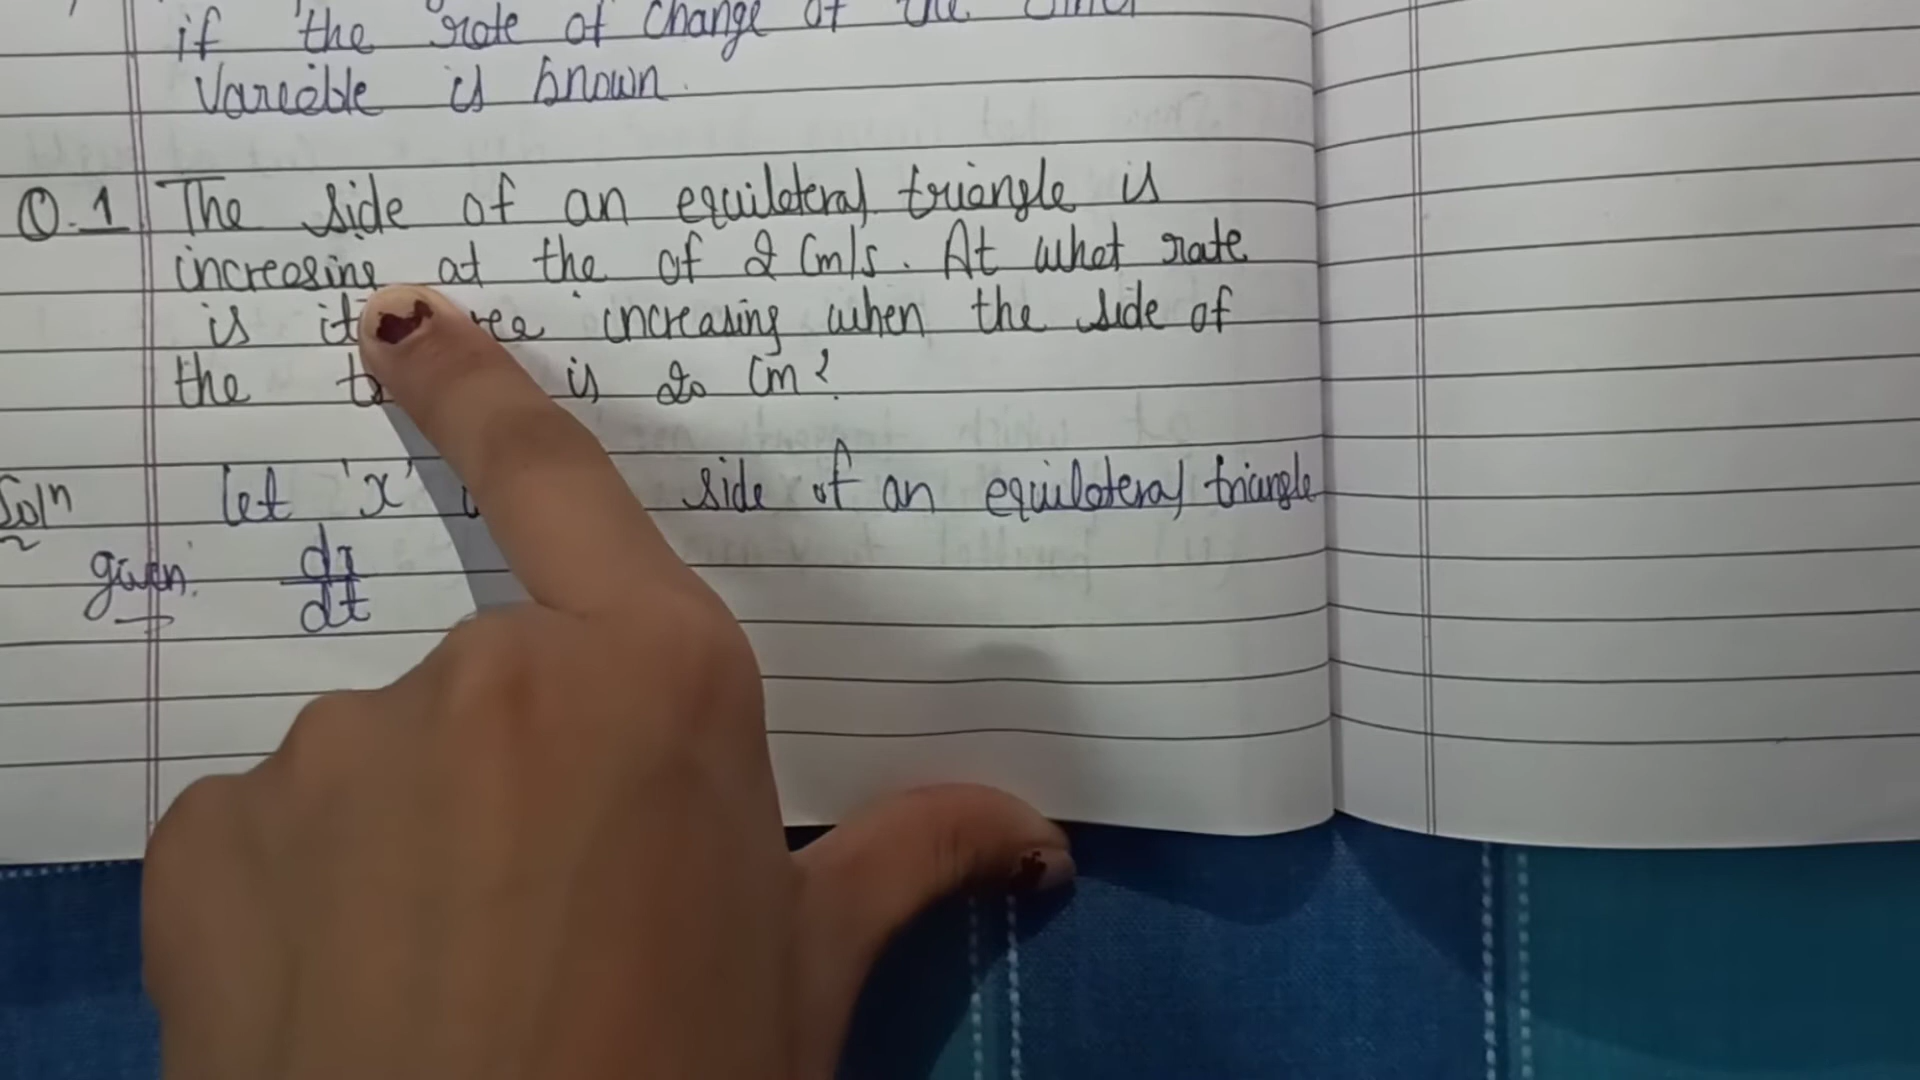 if the rate of change of the other
Variable is known.
Q.1 The side of an equilateral triangle is
increasing at the of 2 Cm/s. At what rate
is increasing when the side of
the is 20 Cm?
Soln let 'x' side of an equilateral triangle
given: dx/dt